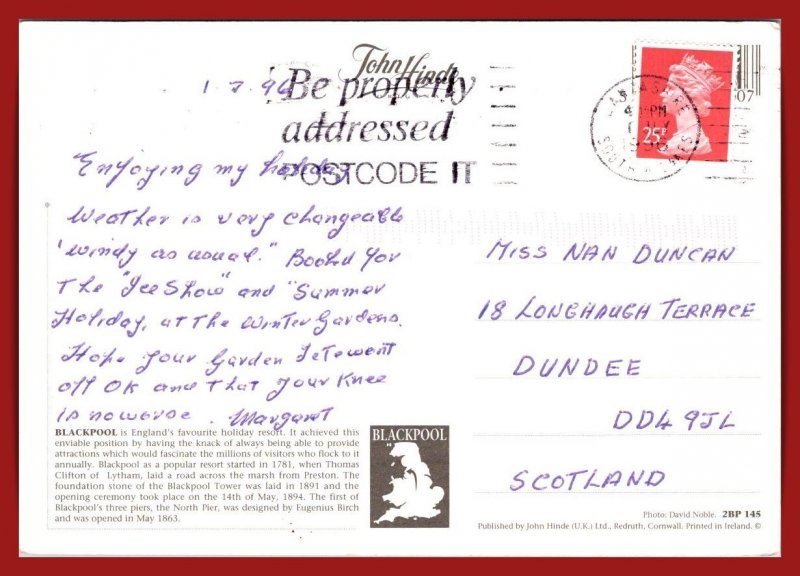 John Hinde
1 7 96
Be properly
addressed
POSTCODE IT
07
25P
LANCASHIRE
PM
1996
SOUTH
"Enjoying my holiday
Weather is very changeable
'windy as usual." Booked for
The "Ice Show" and "Summer
Holiday, at The Winter Gardens.
Hope your Garden Fete went
off OK and that your Knee
is no worse. Margaret
MISS NAN DUNCAN
18 LONGHAUGH TERRACE
DUNDEE
DD4 9JL
SCOTLAND
BLACKPOOL is England's favourite holiday resort. It achieved this
enviable position by having the knack of always being able to provide
attractions which would fascinate the millions of visitors who flock to it
annually. Blackpool as a popular resort started in 1781, when Thomas
Clifton of Lytham, laid a road across the marsh from Preston. The
foundation stone of the Blackpool Tower was laid in 1891 and the
opening ceremony took place on the 14th of May, 1894. The first of
Blackpool's three piers, the North Pier, was designed by Eugenius Birch
and was opened in May 1863.
BLACKPOOL
Photo: David Noble. 2BP 145
Published by John Hinde (U.K.) Ltd., Redruth, Cornwall. Printed in Ireland. ©